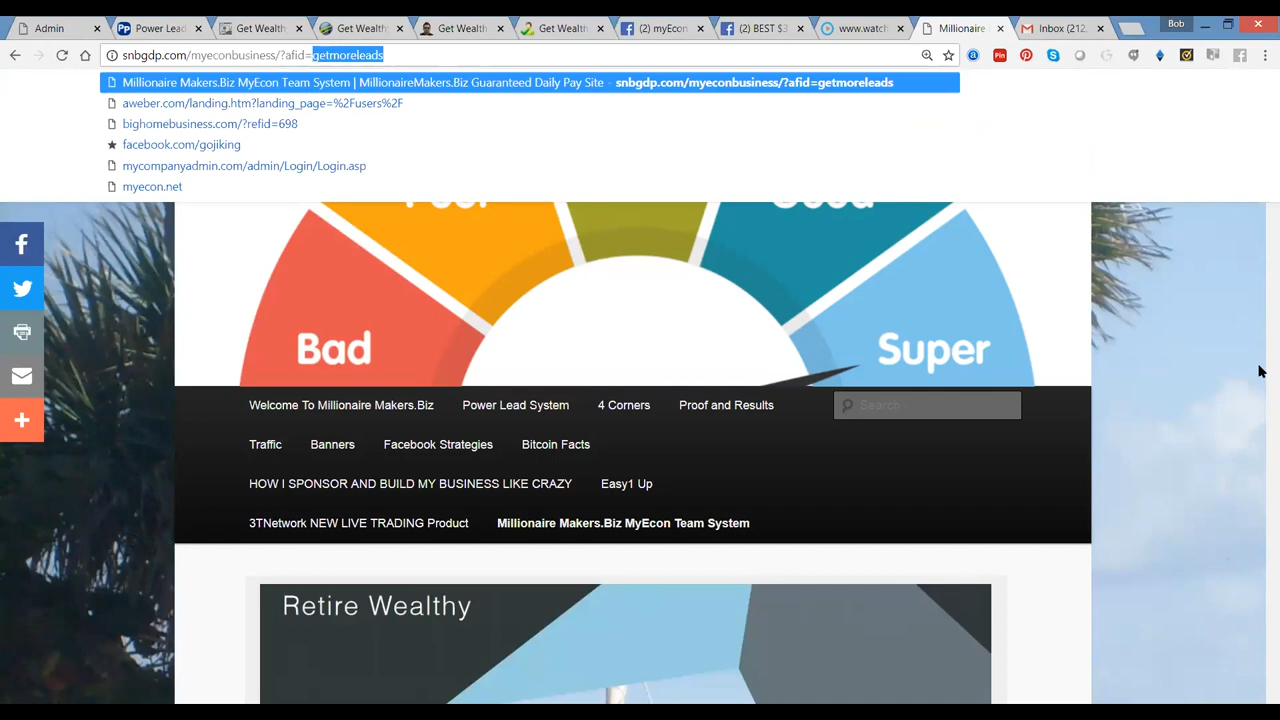 Admin
Power Lead
Get Wealth
Get Wealthy
Get Wealth
Get Wealth
(2) myEcon
(2) BEST $3
www.watch
Millionaire
Inbox (212
Bob
snbgdp.com/myeconbusiness/?afid=getmoreleads
Millionaire Makers.Biz MyEcon Team System | MillionaireMakers.Biz Guaranteed Daily Pay Site - snbgdp.com/myeconbusiness/?afid=getmoreleads
aweber.com/landing.htm?landing_page=%2Fusers%2F
bighomebusiness.com/?refid=698
facebook.com/gojiking
mycompanyadmin.com/admin/Login/Login.asp
myecon.net
Bad
Super
Welcome To Millionaire Makers.Biz Power Lead System 4 Corners Proof and Results Search
Traffic Banners Facebook Strategies Bitcoin Facts
HOW I SPONSOR AND BUILD MY BUSINESS LIKE CRAZY Easy1 Up
3TNetwork NEW LIVE TRADING Product Millionaire Makers.Biz MyEcon Team System
Retire Wealthy